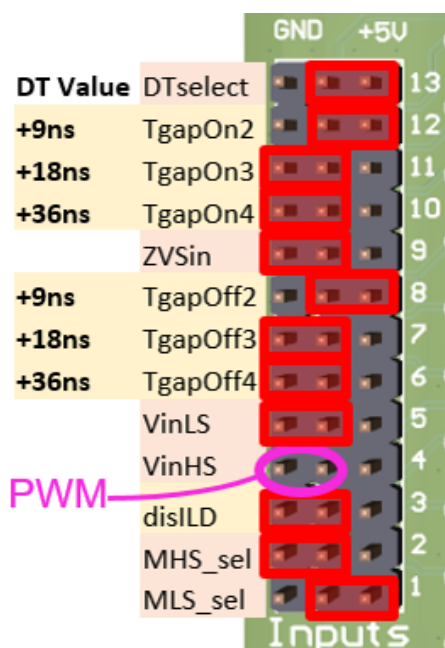 GND +5V
DT Value DTselect 13
+9ns TgapOn2 12
+18ns TgapOn3 11
+36ns TgapOn4 10
ZVSin 9
+9ns TgapOff2 8
+18ns TgapOff3 7
+36ns TgapOff4 6
VinLS 5
VinHS 4
PWM
disILD 3
MHS_sel 2
MLS_sel 1
Inputs